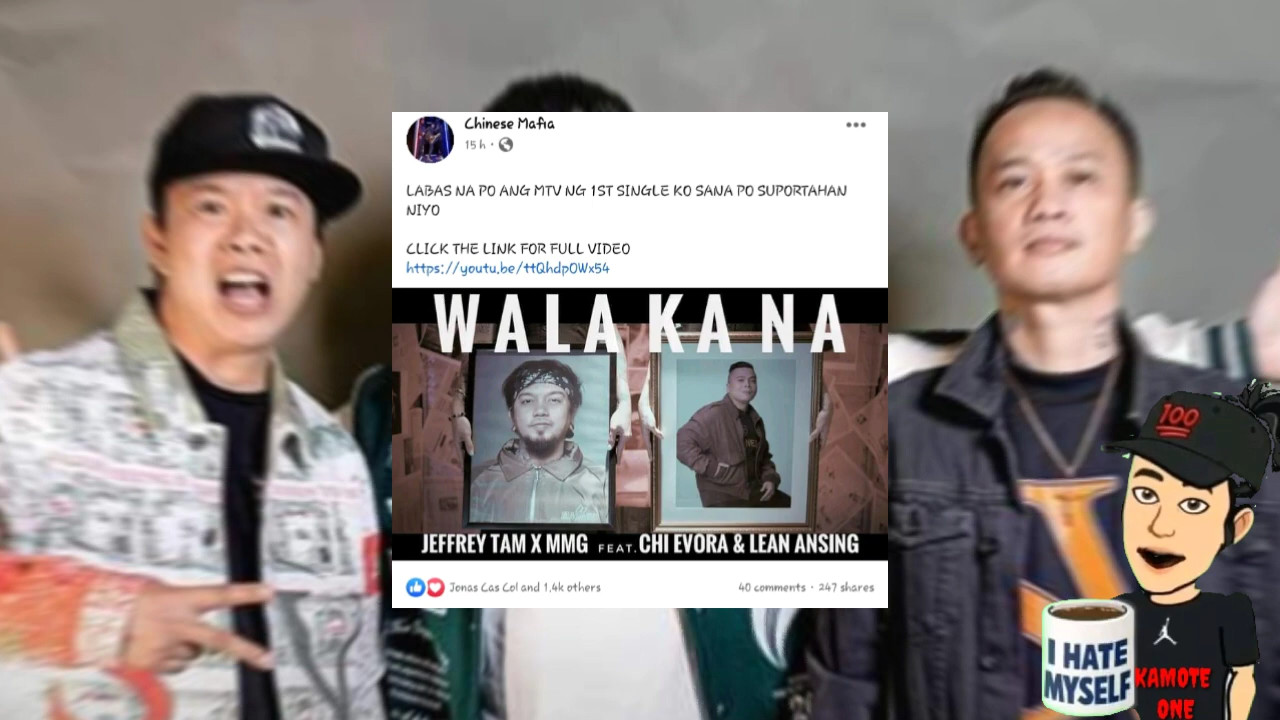 Chinese Mafia
15 h ·
LABAS NA PO ANG MTV NG 1ST SINGLE KO SANA PO SUPORTAHAN
NIYO
CLICK THE LINK FOR FULL VIDEO
https://youtu.be/ttQhdpOWx54
WALA KA NA
JEFFREY TAM X MMG FEAT. CHI EVORA & LEAN ANSING
Jonas Cas Col and 1.4k others
40 comments · 247 shares
100
I HATE
MYSELF
KAMOTE
ONE